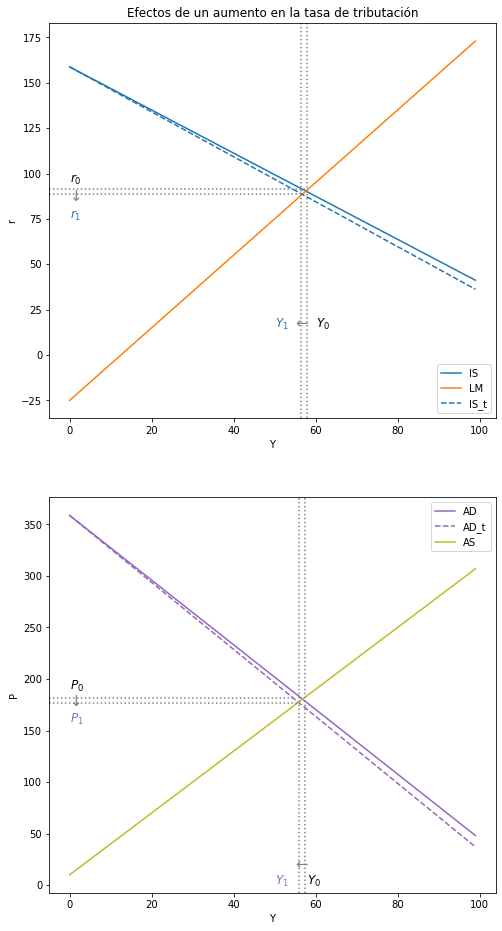 Efectos de un aumento en la tasa de tributación
175
150
125
100
75
50
25
0
−25
r
r₀
↓
r₁
Y₁ ← Y₀
IS
LM
IS_t
0 20 40 60 80 100
Y
350
300
250
200
150
100
50
0
P
AD
AD_t
AS
P₀
↓
P₁
←
Y₁ Y₀
0 20 40 60 80 100
Y